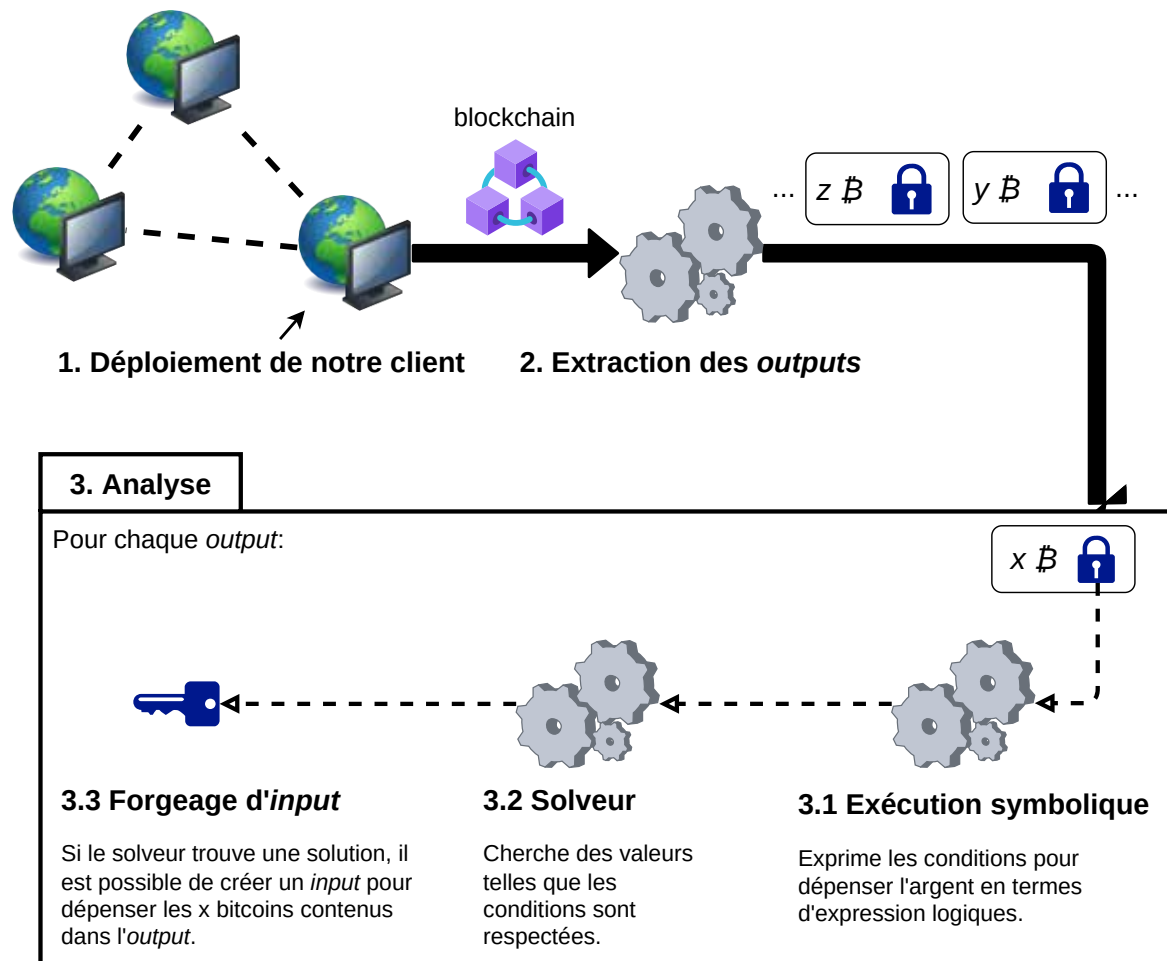 blockchain
... z ₿ y ₿ ...
1. Déploiement de notre client
2. Extraction des outputs
3. Analyse
Pour chaque output:
x ₿
3.3 Forgeage d'input
Si le solveur trouve une solution, il
est possible de créer un input pour
dépenser les x bitcoins contenus
dans l'output.
3.2 Solveur
Cherche des valeurs
telles que les
conditions sont
respectées.
3.1 Exécution symbolique
Exprime les conditions pour
dépenser l'argent en termes
d'expression logiques.